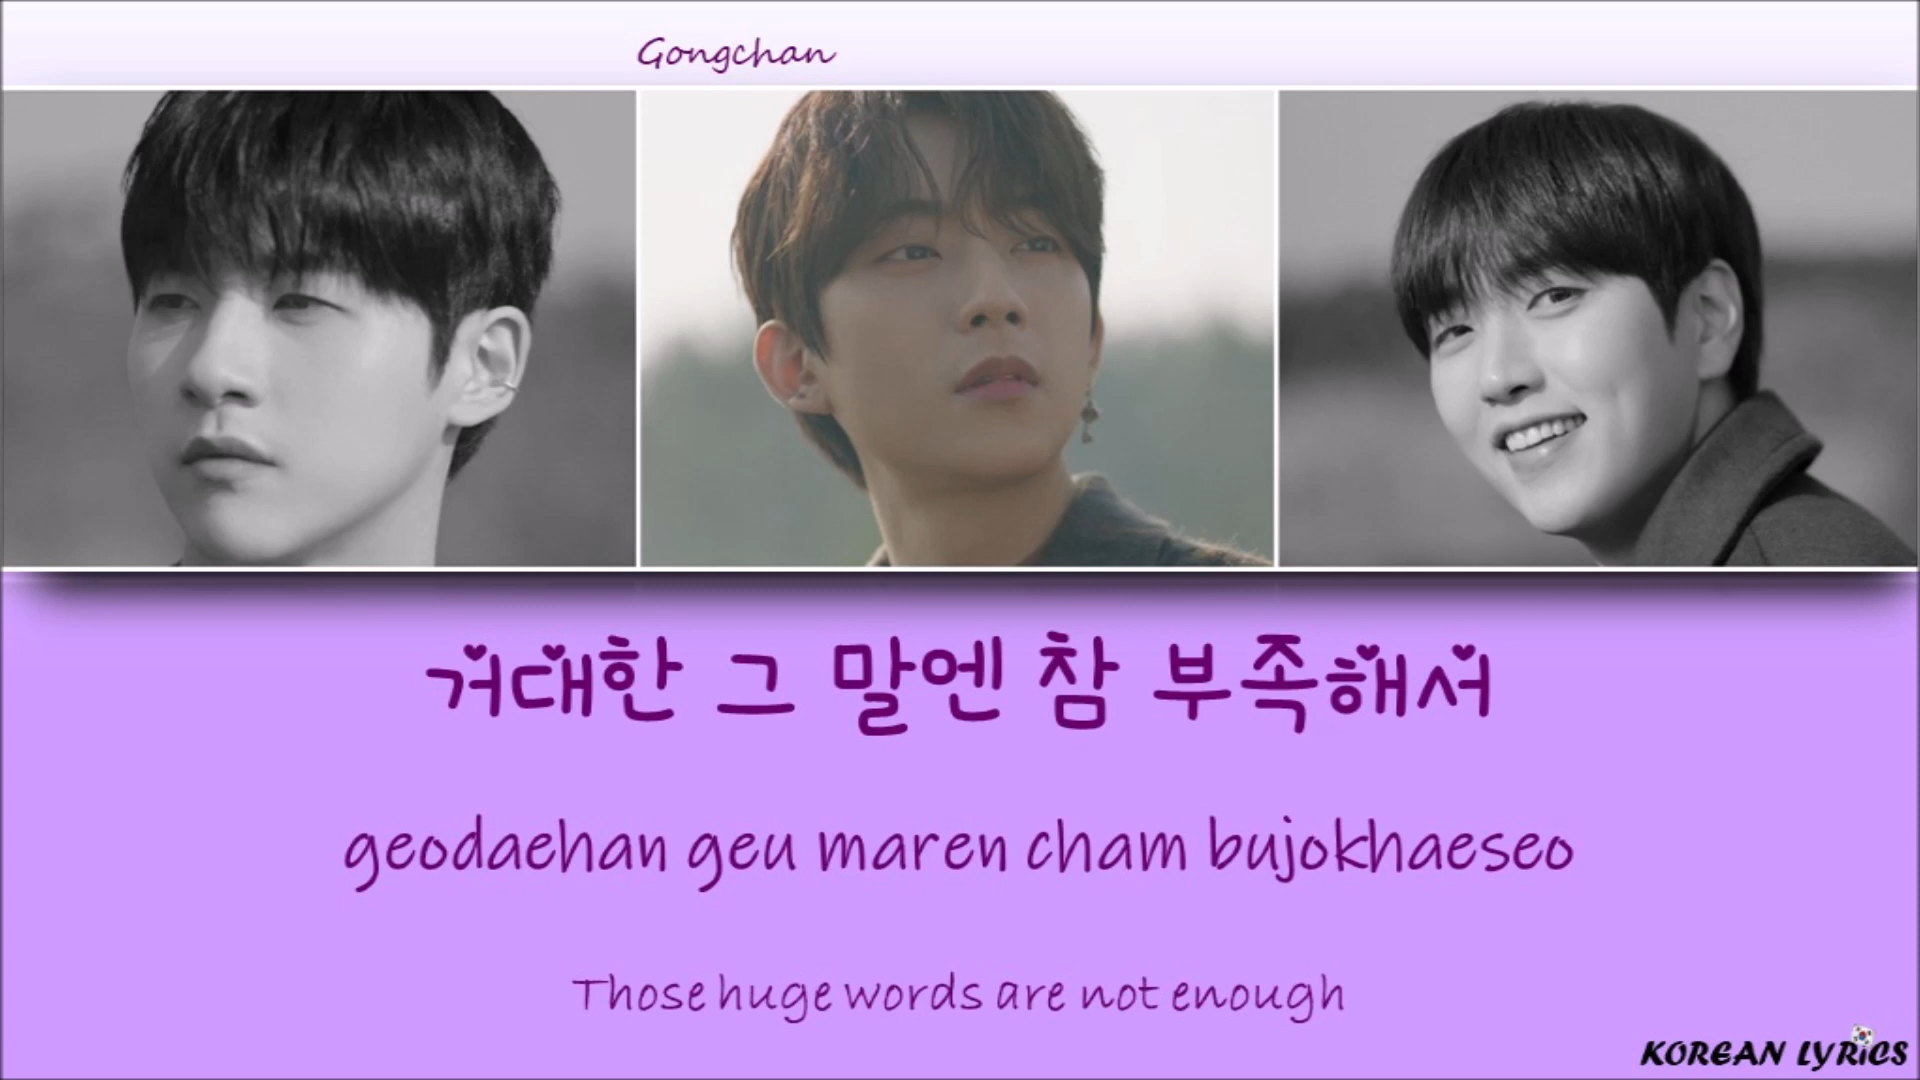 Gongchan
거대한 그 말엔 참 부족해서
geodaehan geu maren cham bujokhaeseo
Those huge words are not enough
KOREAN LYRICS